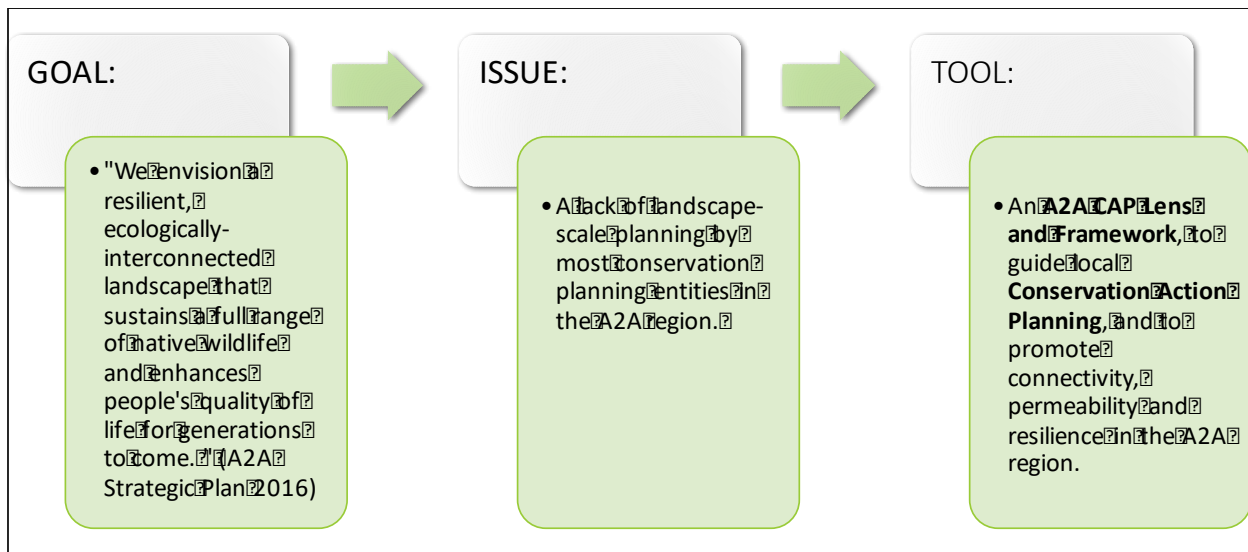 GOAL:
• "We envision a
resilient,
ecologically-
interconnected
landscape that
sustains a full range
of native wildlife
and enhances
people's quality of
life for generations
to come. " (A2A
Strategic Plan 2016)
ISSUE:
• A lack of landscape-
scale planning by
most conservation
planning entities in
the A2A region.
TOOL:
• An A2A CAP Lens
and Framework, to
guide local
Conservation Action
Planning, and to
promote
connectivity,
permeability and
resilience in the A2A
region.